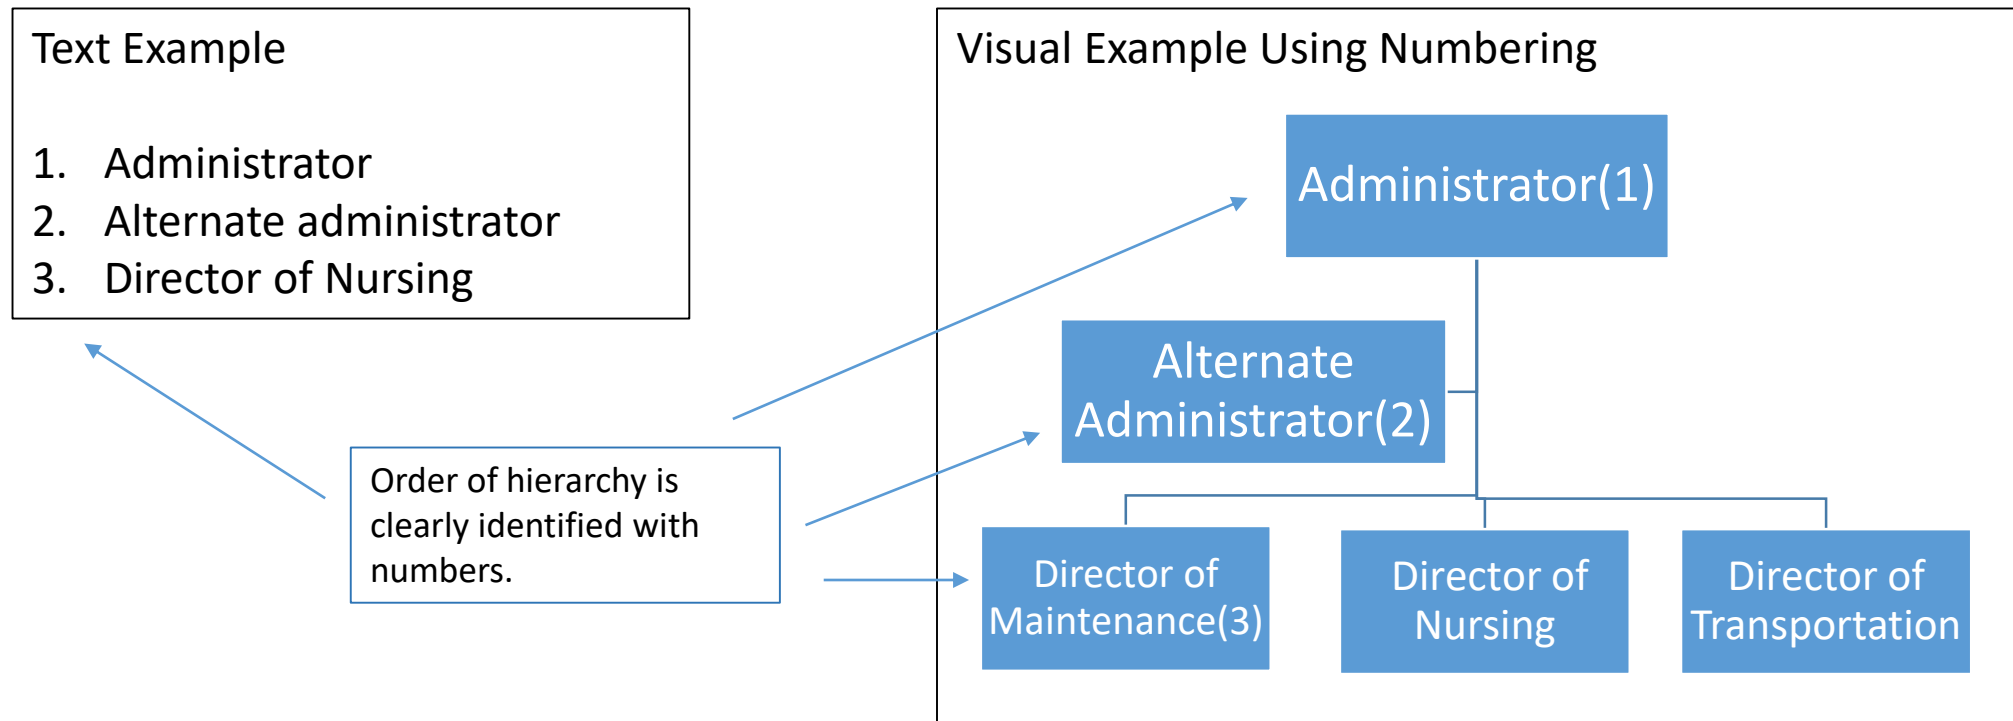 Text Example
1. Administrator
2. Alternate administrator
3. Director of Nursing
Order of hierarchy is
clearly identified with
numbers.
Visual Example Using Numbering
Administrator(1)
Alternate
Administrator(2)
Director of
Maintenance(3)
Director of
Nursing
Director of
Transportation